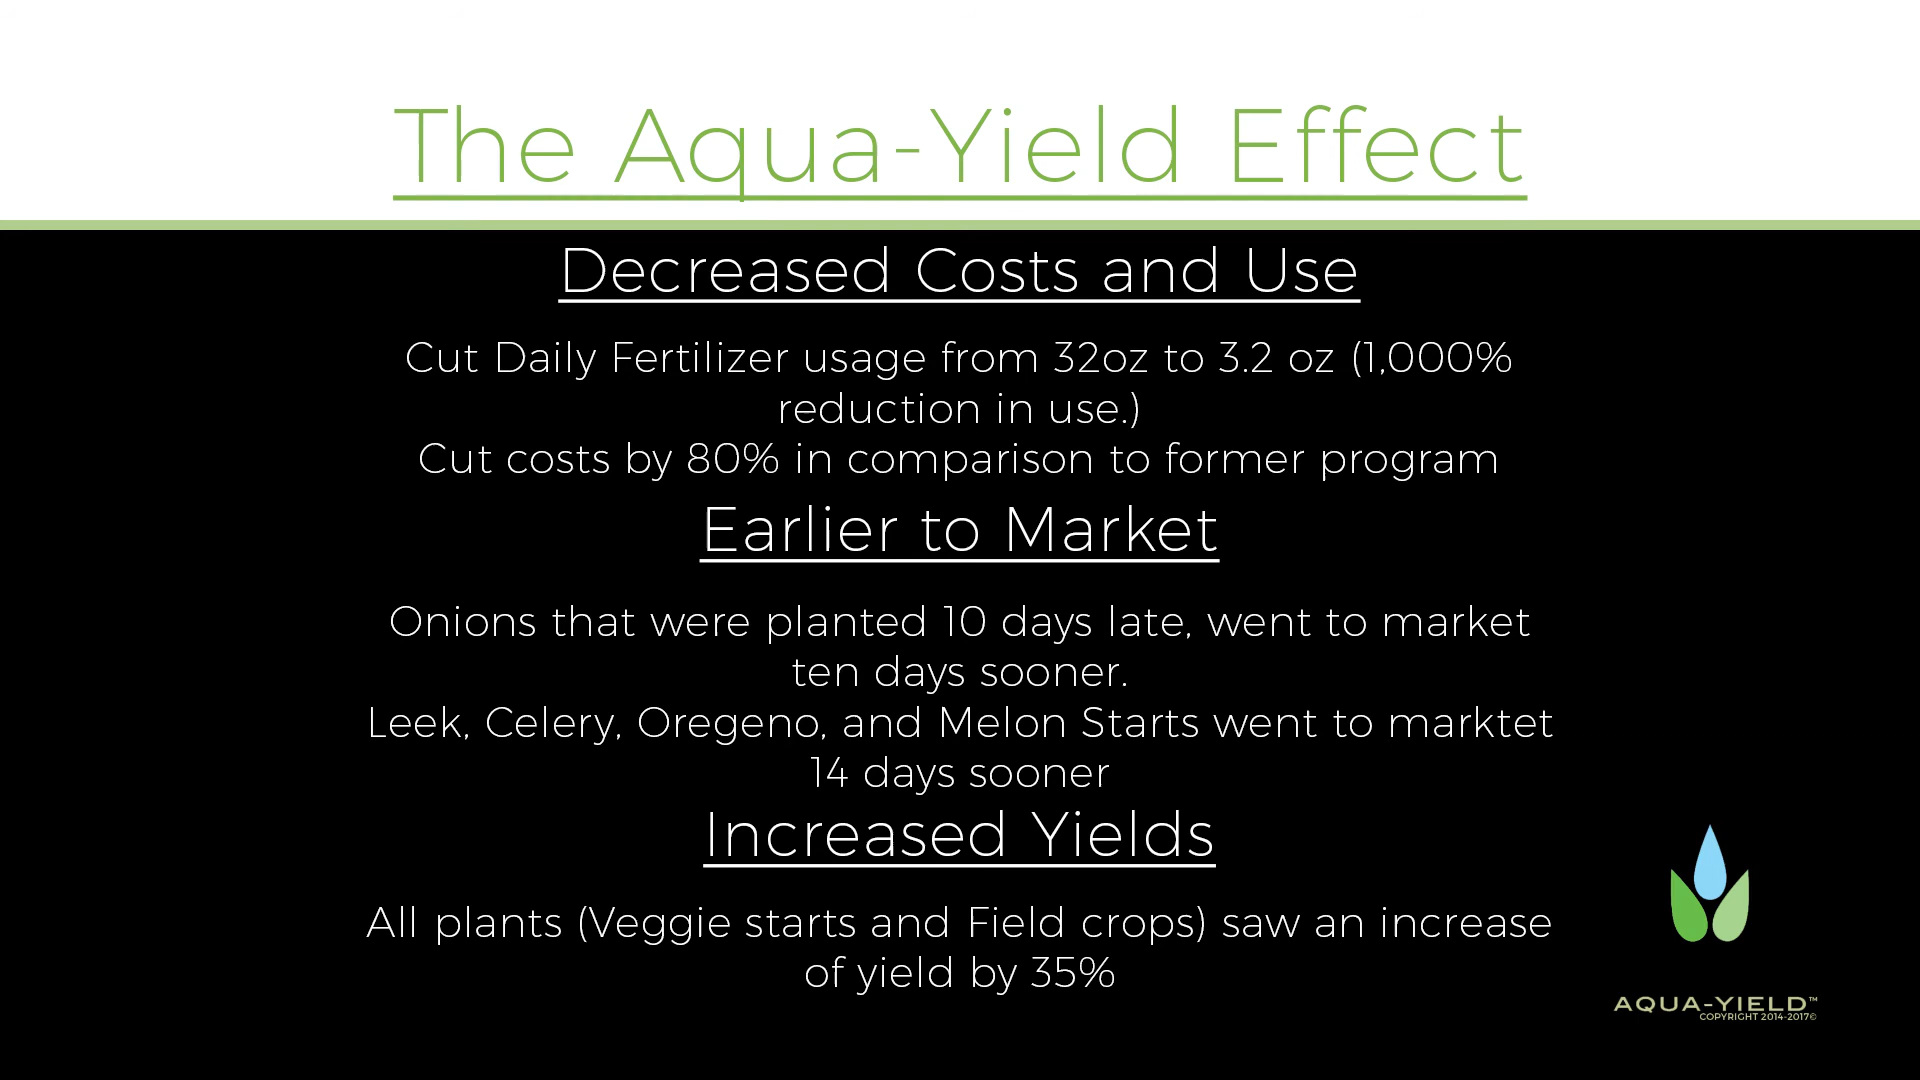 The Aqua-Yield Effect
Decreased Costs and Use
Cut Daily Fertilizer usage from 32oz to 3.2 oz (1,000%
reduction in use.)
Cut costs by 80% in comparison to former program
Earlier to Market
Onions that were planted 10 days late, went to market
ten days sooner.
Leek, Celery, Oregeno, and Melon Starts went to marktet
14 days sooner
Increased Yields
All plants (Veggie starts and Field crops) saw an increase
of yield by 35%
AQUA-YIELD™
COPYRIGHT 2014-2017©